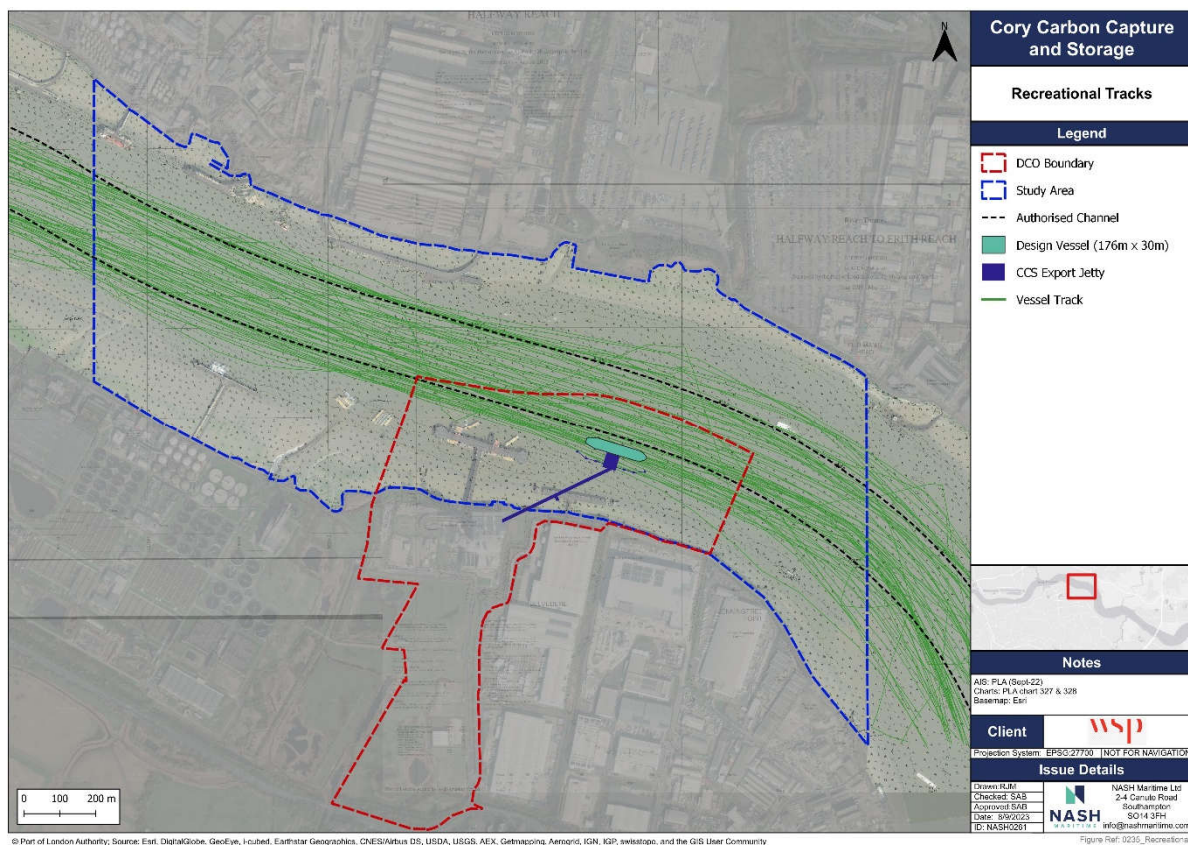 HALFWAY REACH
HALFWAY REACH TO ERITH REACH
N
0 100 200 m
© Port of London Authority; Source: Esri, DigitalGlobe, GeoEye, i-cubed, Earthstar Geographics, CNES/Airbus DS, USDA, USGS, AEX, Getmapping, Aerogrid, IGN, IGP, swisstopo, and the GIS User Community
Cory Carbon Capture
and Storage
Recreational Tracks
Legend
DCO Boundary
Study Area
Authorised Channel
Design Vessel (176m x 30m)
CCS Export Jetty
Vessel Track
Notes
AIS: PLA (Sept-22)
Charts: PLA chart 327 & 328
Basemap: Esri
Client
wsp
Projection System: EPSG:27700 NOT FOR NAVIGATION
Issue Details
Drawn:RJM
Checked: SAB
Approved:SAB
Date: 8/9/2023
ID: NASH0261
NASH
MARITIME
NASH Maritime Ltd
2-4 Canute Road
Southampton
SO14 3FH
info@nashmaritime.com
Figure Ref: 0235_Recreational